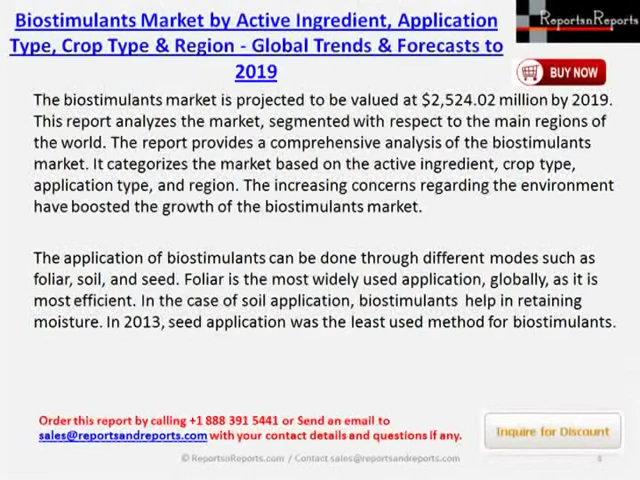 Biostimulants Market by Active Ingredient, Application
Type, Crop Type & Region - Global Trends & Forecasts to
2019
ReportsnReports
BUY NOW
The biostimulants market is projected to be valued at $2,524.02 million by 2019.
This report analyzes the market, segmented with respect to the main regions of
the world. The report provides a comprehensive analysis of the biostimulants
market. It categorizes the market based on the active ingredient, crop type,
application type, and region. The increasing concerns regarding the environment
have boosted the growth of the biostimulants market.
The application of biostimulants can be done through different modes such as
foliar, soil, and seed. Foliar is the most widely used application, globally, as it is
most efficient. In the case of soil application, biostimulants help in retaining
moisture. In 2013, seed application was the least used method for biostimulants.
Order this report by calling +1 888 391 5441 or Send an email to
sales@reportsandreports.com with your contact details and questions if any.
Inquire for Discount
© ReportsnReports.com / Contact sales@reportsandreports.com